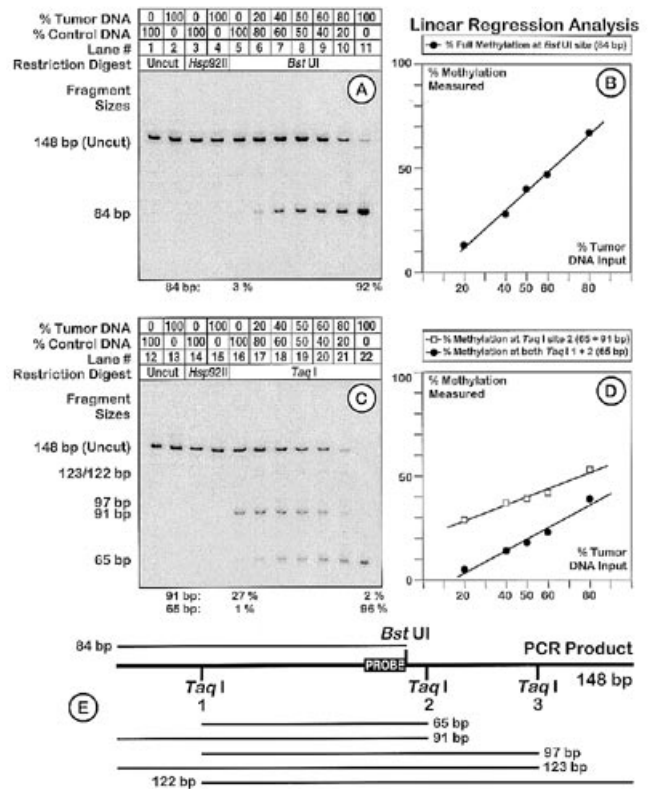 % Tumor DNA 0 100 0 100 0 20 40 50 60 80 100
% Control DNA 100 0 100 0 100 80 60 50 40 20 0
Lane # 1 2 3 4 5 6 7 8 9 10 11
Restriction Digest Uncut Hsp92II Bst UI
Fragment
Sizes
A
148 bp (Uncut)
84 bp
84 bp: 3 % 92 %
Linear Regression Analysis
% Full Methylation at Bst UI site (84 bp)
100
% Methylation
Measured
B
50
% Tumor
DNA Input
0
20 40 50 60 80
% Tumor DNA 0 100 0 100 0 20 40 50 60 80 100
% Control DNA 100 0 100 0 100 80 60 50 40 20 0
Lane # 12 13 14 15 16 17 18 19 20 21 22
Restriction Digest Uncut Hsp92II Taq I
Fragment
Sizes
C
148 bp (Uncut)
123/122 bp
97 bp
91 bp
65 bp
91 bp: 27 % 2 %
65 bp: 1 % 96 %
% Methylation at Taq I site 2 (65 + 91 bp)
% Methylation at both Taq I 1 + 2 (65 bp)
100
% Methylation
Measured
D
50
% Tumor
DNA Input
0
20 40 50 60 80
Bst UI
84 bp
PROBE
PCR Product
148 bp
Taq I
1
Taq I
2
Taq I
3
E
65 bp
91 bp
97 bp
123 bp
122 bp